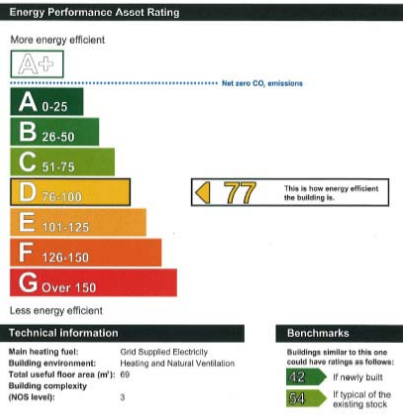 Energy Performance Asset Rating
More energy efficient
A+
Net zero CO₂ emissions
A 0-25
B 26-50
C 51-75
D 76-100
77 This is how energy efficient
the building is.
E 101-125
F 126-150
G Over 150
Less energy efficient
Technical information
Main heating fuel: Grid Supplied Electricity
Building environment: Heating and Natural Ventilation
Total useful floor area (m²): 69
Building complexity
(NOS level): 3
Benchmarks
Buildings similar to this one
could have ratings as follows:
42 If newly built
54 If typical of the
existing stock